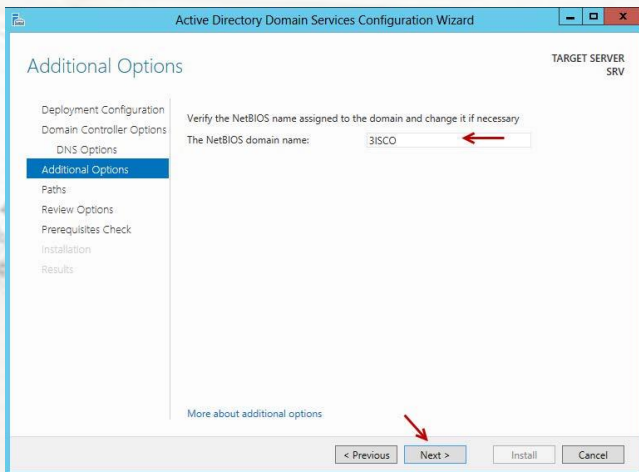 Active Directory Domain Services Configuration Wizard
Additional Options
TARGET SERVER
SRV
Deployment Configuration
Domain Controller Options
DNS Options
Additional Options
Paths
Review Options
Prerequisites Check
Installation
Results
Verify the NetBIOS name assigned to the domain and change it if necessary
The NetBIOS domain name: 3ISCO
More about additional options
< Previous Next > Install Cancel